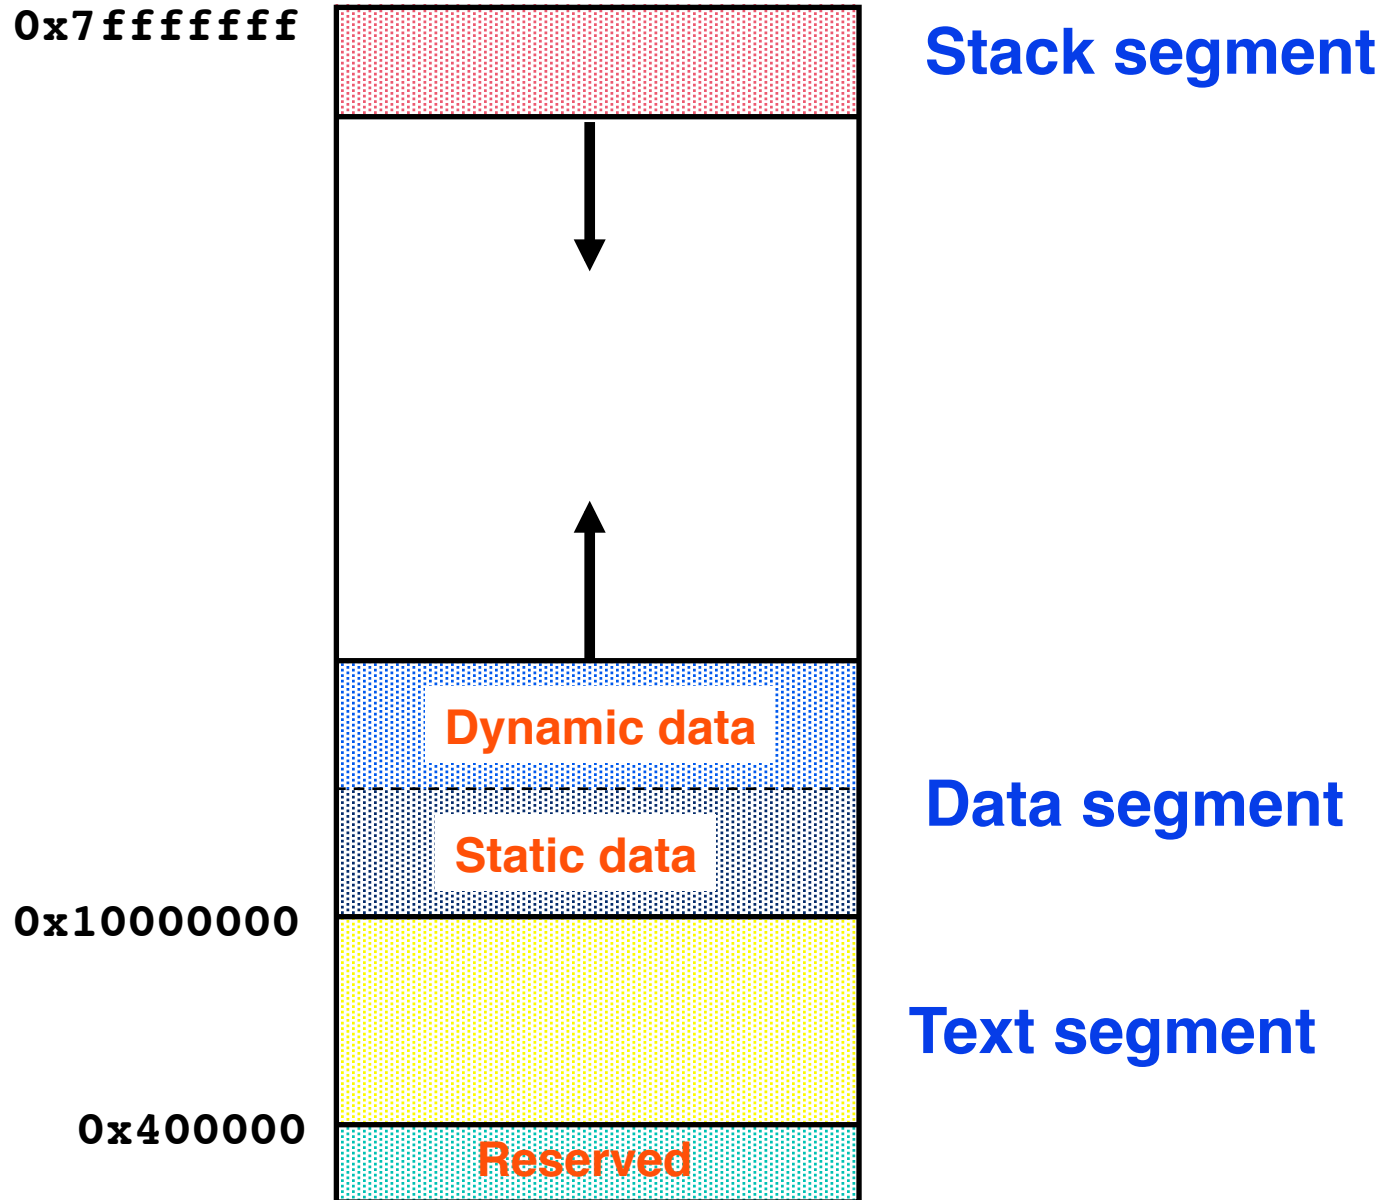 0x7fffffff
Stack segment
Dynamic data
Data segment
Static data
0x10000000
Text segment
0x400000
Reserved